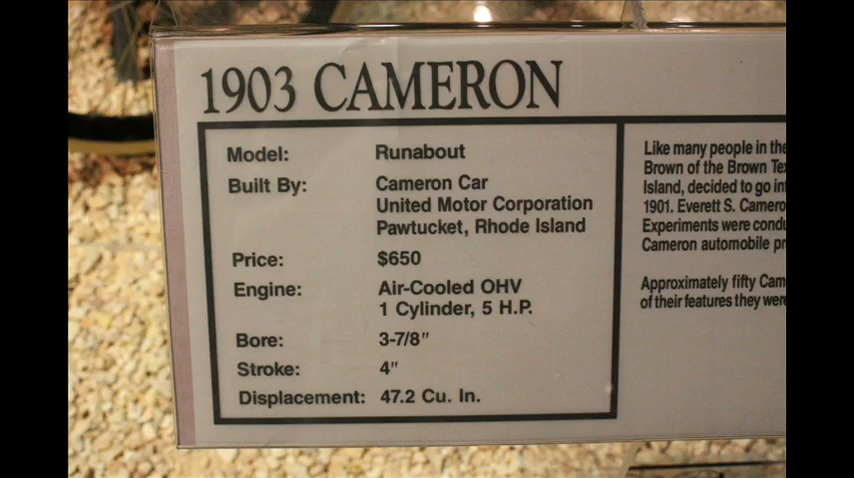 1903 CAMERON
Model: Runabout
Built By: Cameron Car
United Motor Corporation
Pawtucket, Rhode Island
Price: $650
Engine: Air-Cooled OHV
1 Cylinder, 5 H.P.
Bore: 3-7/8"
Stroke: 4"
Displacement: 47.2 Cu. In.
Like many people in the
Brown of the Brown
Island, decided to go
1901. Everett S.
Experiments were
Cameron automobile
Approximately fifty
of their features they were